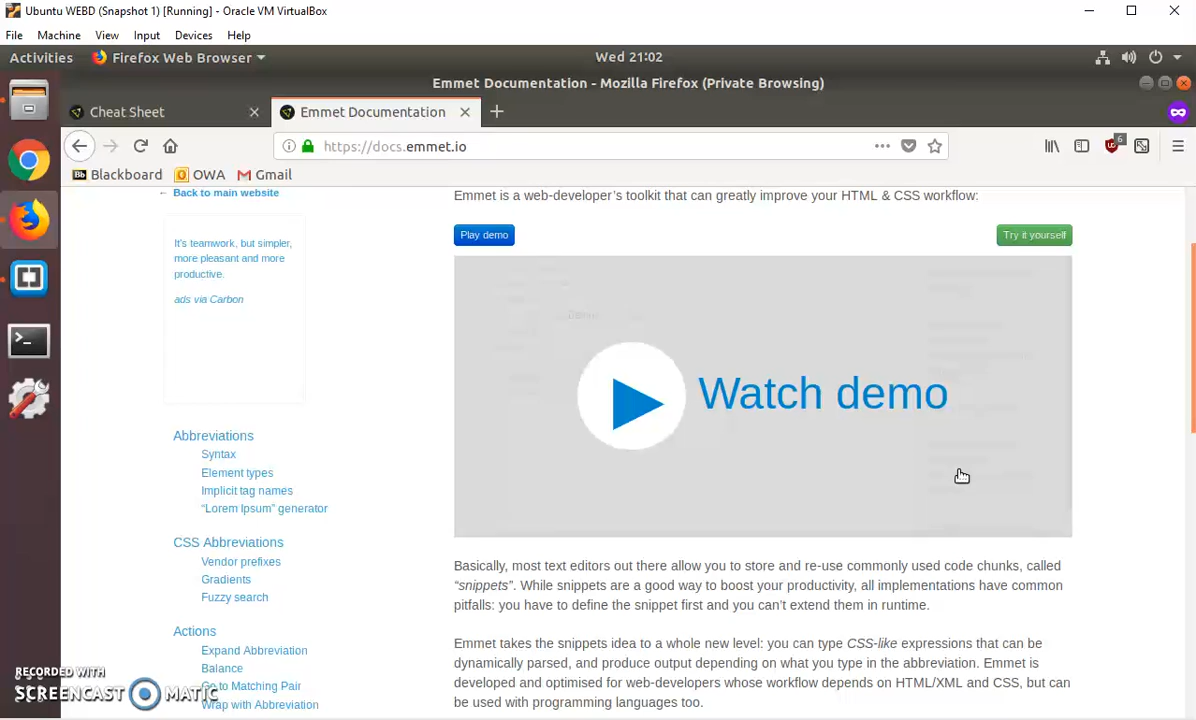 Ubuntu WEBD (Snapshot 1) [Running] - Oracle VM VirtualBox
File Machine View Input Devices Help
Activities Firefox Web Browser Wed 21:02
Emmet Documentation - Mozilla Firefox (Private Browsing)
Cheat Sheet Emmet Documentation
https://docs.emmet.io
6
Bb Blackboard OWA Gmail
← Back to main website
Emmet is a web-developer's toolkit that can greatly improve your HTML & CSS workflow:
Play demo Try it yourself
It's teamwork, but simpler,
more pleasant and more
productive.
ads via Carbon
Demo
Watch demo
Abbreviations
Syntax
Element types
Implicit tag names
“Lorem Ipsum” generator
CSS Abbreviations
Vendor prefixes
Gradients
Fuzzy search
Actions
Expand Abbreviation
Balance
Go to Matching Pair
Wrap with Abbreviation
Basically, most text editors out there allow you to store and re-use commonly used code chunks, called
“snippets”. While snippets are a good way to boost your productivity, all implementations have common
pitfalls: you have to define the snippet first and you can't extend them in runtime.
Emmet takes the snippets idea to a whole new level: you can type CSS-like expressions that can be
dynamically parsed, and produce output depending on what you type in the abbreviation. Emmet is
developed and optimised for web-developers whose workflow depends on HTML/XML and CSS, but can
be used with programming languages too.
RECORDED WITH
SCREENCAST MATIC